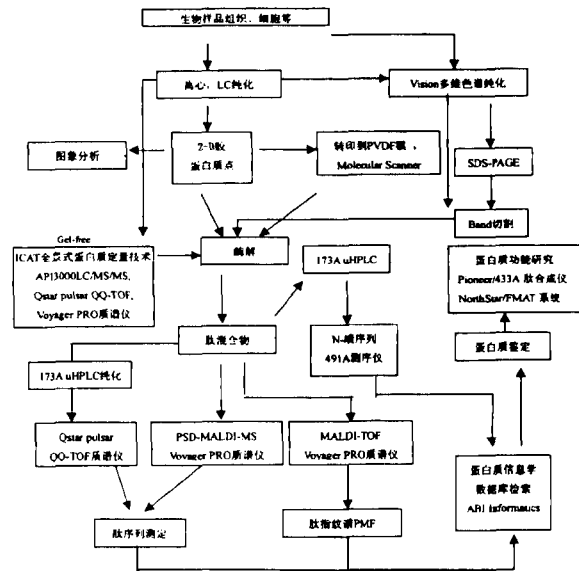 生物样品组织、细胞等
离心，LC纯化
Vision多维色谱纯化
图象分析
2-D胶
蛋白质点
转印到PVDF膜，
Molecular Scanner
SDS-PAGE
Band切割
Gel-free
ICAT全景式蛋白质定量技术
API3000LC/MS/MS,
Qstar pulsar QQ-TOF,
Voyager PRO质谱仪
酶解
173A uHPLC
蛋白质功能研究
Pioneer/433A 肽合成仪
NorthStar/FMAT 系统
肽混合物
N-端序列
491A测序仪
蛋白质鉴定
173A uHPLC纯化
Qstar pulsar
QQ-TOF质谱仪
PSD-MALDI-MS
Voyager PRO质谱仪
MALDI-TOF
Voyager PRO质谱仪
蛋白质信息学
数据库检索
ABI informatics
肽序列测定
肽指纹谱PMF